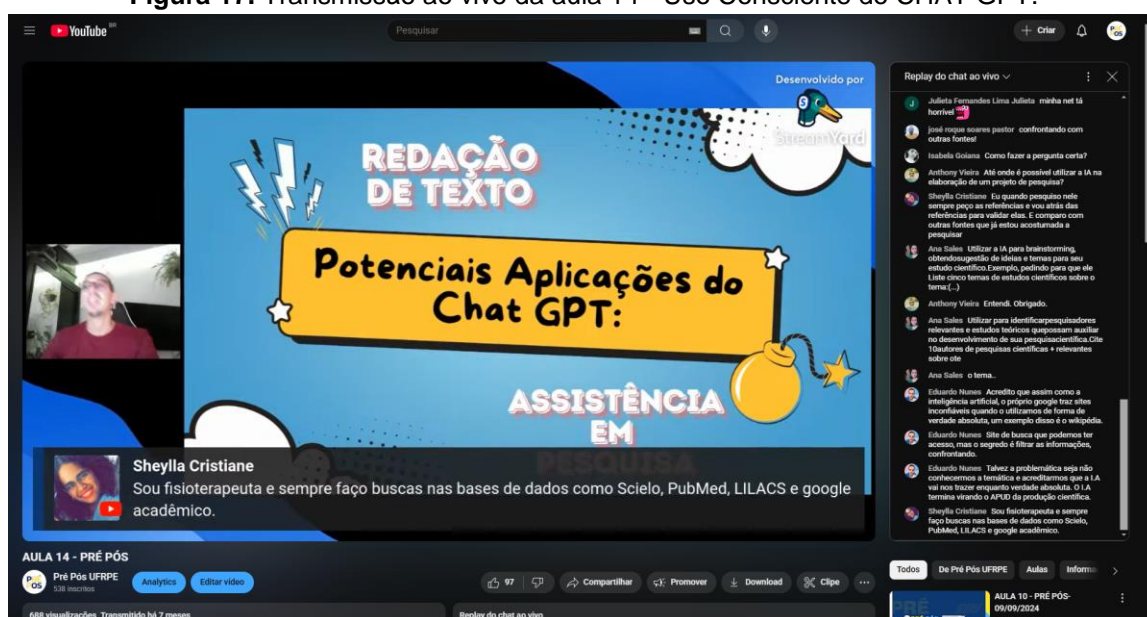 Figura 17: Transmissão ao vivo da aula 14 - Uso Consciente do CHAT GPT.
YouTube BR
Pesquisar
Criar
Desenvolvido por
StreamYard
REDAÇÃO
DE TEXTO
Potenciais Aplicações do
Chat GPT:
ASSISTÊNCIA
EM
PESQUISA
Sheylla Cristiane
Sou fisioterapeuta e sempre faço buscas nas bases de dados como Scielo, PubMed, LILACS e google
acadêmico.
AULA 14 - PRÉ PÓS
Pré Pós UFRPE
538 inscritos
Analytics
Editar vídeo
97
Compartilhar
Promover
Download
Clipe
688 visualizações Transmitido há 7 meses
Replay do chat ao vivo
Replay do chat ao vivo
Julieta Fernandes Lima Julieta minha net tá
horrível
josé roque soares pastor confrontando com
outras fontes!
Isabela Goiana Como fazer a pergunta certa?
Anthony Vieira Até onde é possível utilizar a IA na
elaboração de um projeto de pesquisa?
Sheylla Cristiane Eu quando pesquiso nele
sempre peço as referências e vou atrás das
referências para validar elas. E comparo com
outras fontes que já estou acostumada a
pesquisar
Ana Sales Utilizar a IA para brainstorming,
obtendosugestão de ideias e temas para seu
estudo científico.Exemplo, pedindo para que ele
Liste cinco temas de estudos científicos sobre o
tema:(...)
Anthony Vieira Entendi. Obrigado.
Ana Sales Utilizar para identificarpesquisadores
relevantes e estudos teóricos quepossam auxiliar
no desenvolvimento de sua pesquisacientífica.Cite
10autores de pesquisas científicas + relevantes
sobre ote
Ana Sales o tema..
Eduardo Nunes Acredito que assim como a
inteligência artificial, o próprio google traz sites
inconfiáveis quando o utilizamos de forma de
verdade absoluta, um exemplo disso é o wikipédia.
Eduardo Nunes Site de busca que podemos ter
acesso, mas o segredo é filtrar as informações,
confrontando.
Eduardo Nunes Talvez a problemática seja não
conhecermos a temática e acreditarmos que a I.A
vai nos trazer enquanto verdade absoluta. O I.A
termina virando o APUD da produção científica.
Sheylla Cristiane Sou fisioterapeuta e sempre
faço buscas nas bases de dados como Scielo,
PubMed, LILACS e google acadêmico.
Todos
De Pré Pós UFRPE
Aulas
Informa
AULA 10 - PRÉ PÓS-
09/09/2024